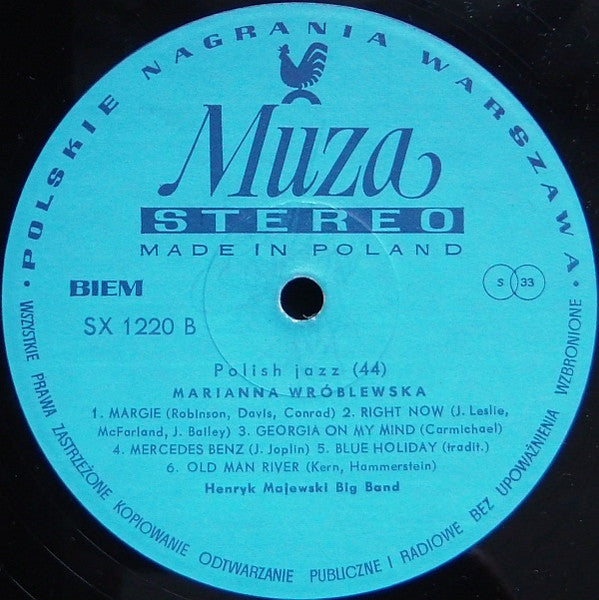 • POLSKIE NAGRANIA WARSZAWA •
Muza
STEREO
MADE IN POLAND
BIEM
S 33
SX 1220 B
Polish jazz (44)
MARIANNA WRÓBLEWSKA
1. MARGIE (Robinson, Davis, Conrad) 2. RIGHT NOW (J. Leslie,
McFarland, J. Bailey) 3. GEORGIA ON MY MIND (Carmichael)
4. MERCEDES BENZ (J. Joplin) 5. BLUE HOLIDAY (tradit.)
6. OLD MAN RIVER (Kern, Hammerstein)
Henryk Majewski Big Band
WSZYSTKIE PRAWA ZASTRZEŻONE KOPIOWANIE ODTWARZANIE PUBLICZNE I RADIOWE BEZ UPOWAŻNIENIA WZBRONIONE